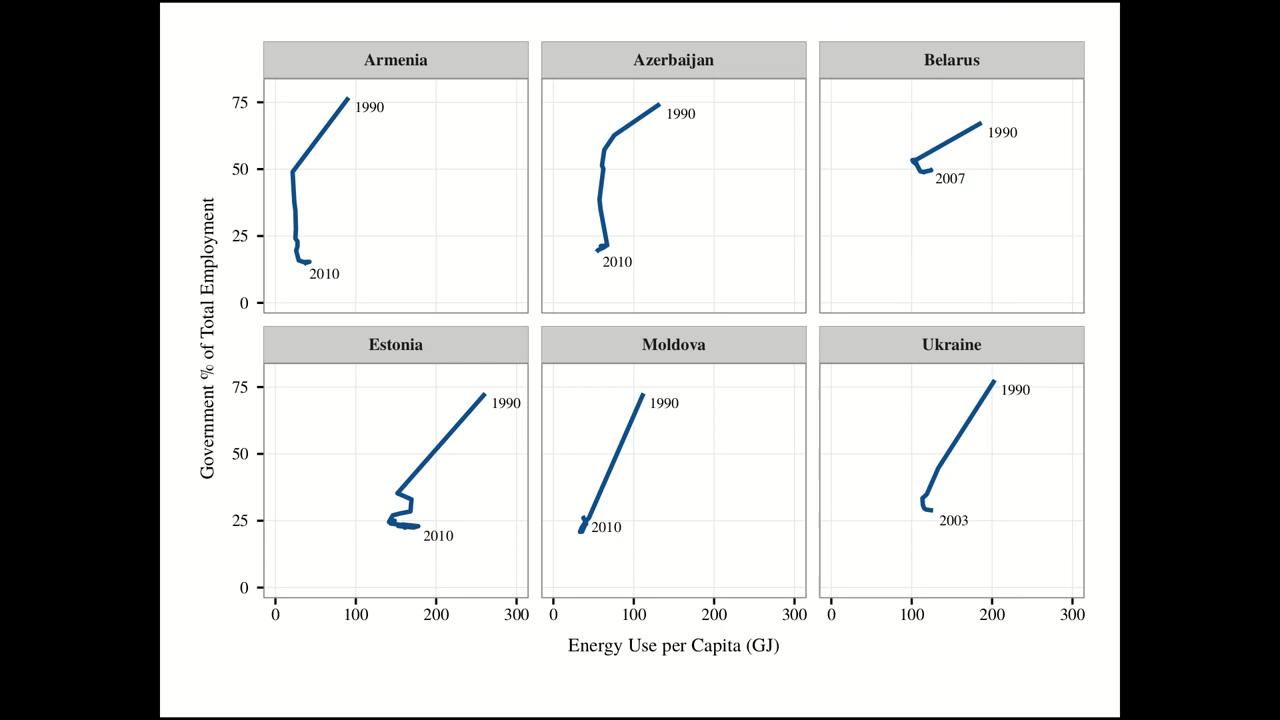 Armenia
Azerbaijan
Belarus
75
50
25
0
1990
2010
1990
2010
1990
2007
Government % of Total Employment
Estonia
Moldova
Ukraine
75
50
25
0
1990
2010
1990
2010
1990
2003
0 100 200 300
0 100 200 300
0 100 200 300
Energy Use per Capita (GJ)